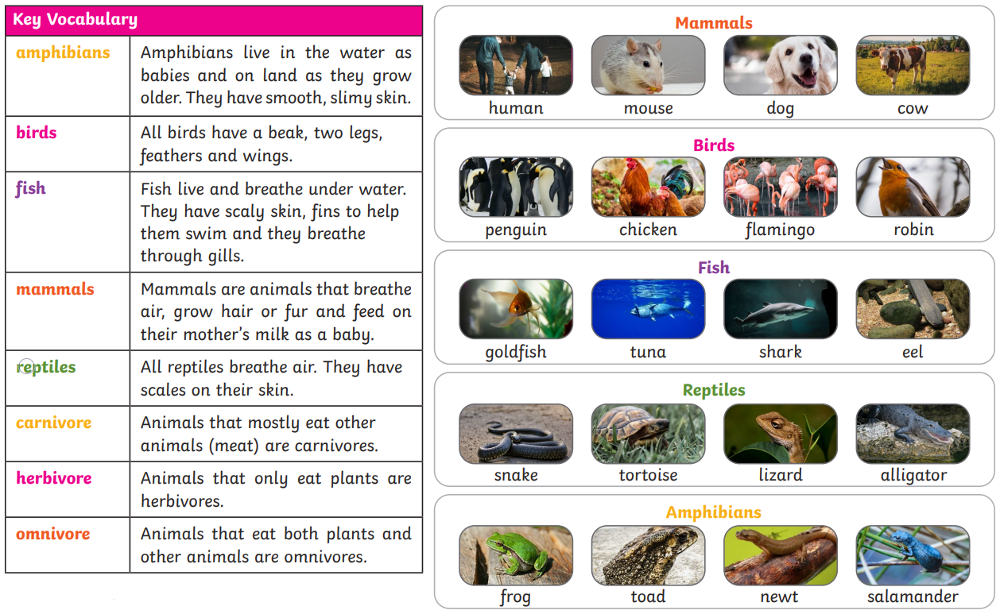 Key Vocabulary
amphibians
Amphibians live in the water as
babies and on land as they grow
older. They have smooth, slimy skin.
birds
All birds have a beak, two legs,
feathers and wings.
fish
Fish live and breathe under water.
They have scaly skin, fins to help
them swim and they breathe
through gills.
mammals
Mammals are animals that breathe
air, grow hair or fur and feed on
their mother's milk as a baby.
reptiles
All reptiles breathe air. They have
scales on their skin.
carnivore
Animals that mostly eat other
animals (meat) are carnivores.
herbivore
Animals that only eat plants are
herbivores.
omnivore
Animals that eat both plants and
other animals are omnivores.
Mammals
human mouse dog cow
Birds
penguin chicken flamingo robin
Fish
goldfish tuna shark eel
Reptiles
snake tortoise lizard alligator
Amphibians
frog toad newt salamander